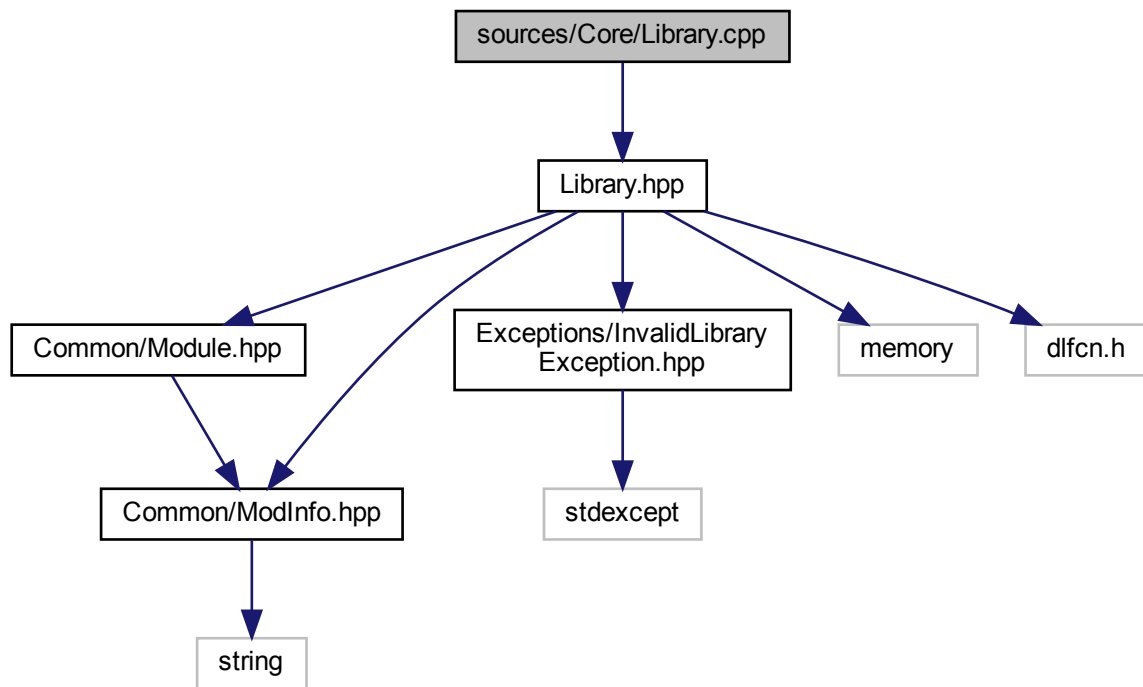 sources/Core/Library.cpp
Library.hpp
Common/Module.hpp
Exceptions/InvalidLibrary
Exception.hpp
memory
dlfcn.h
Common/ModInfo.hpp
stdexcept
string